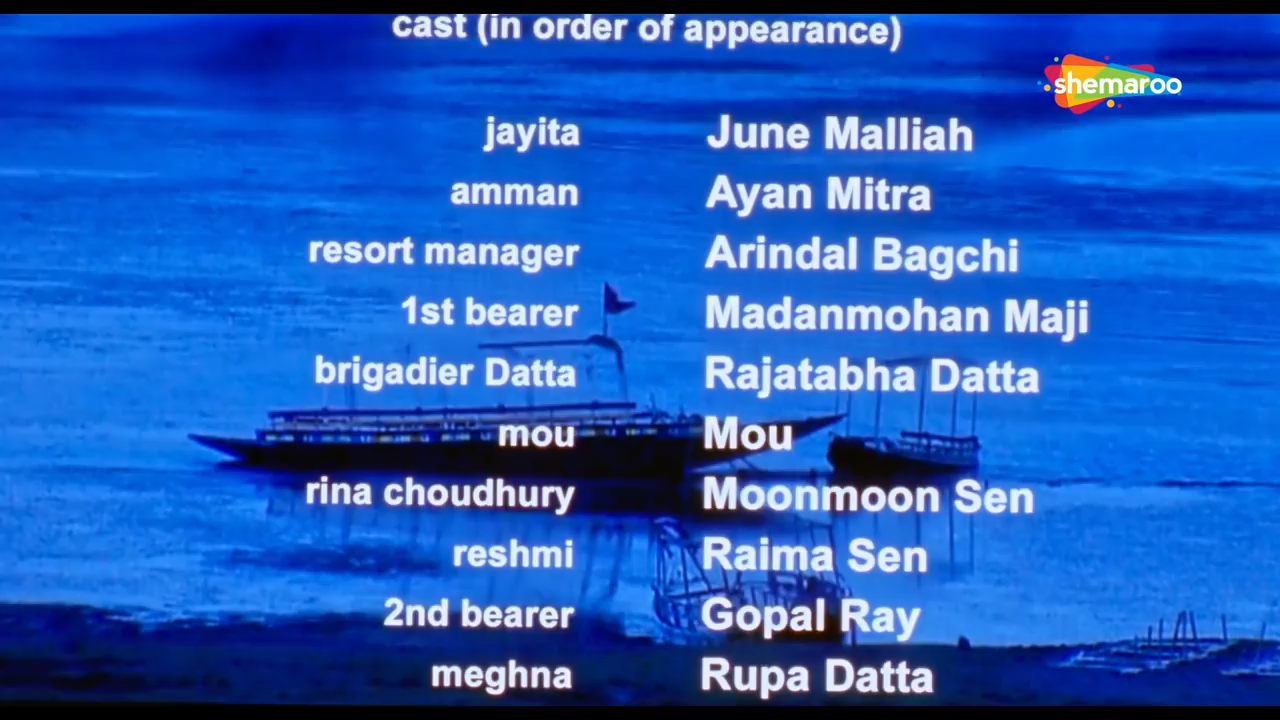 cast (in order of appearance)
shemaroo
jayita June Malliah
amman Ayan Mitra
resort manager Arindal Bagchi
1st bearer Madanmohan Maji
brigadier Datta Rajatabha Datta
mou Mou
rina choudhury Moonmoon Sen
reshmi Raima Sen
2nd bearer Gopal Ray
meghna Rupa Datta